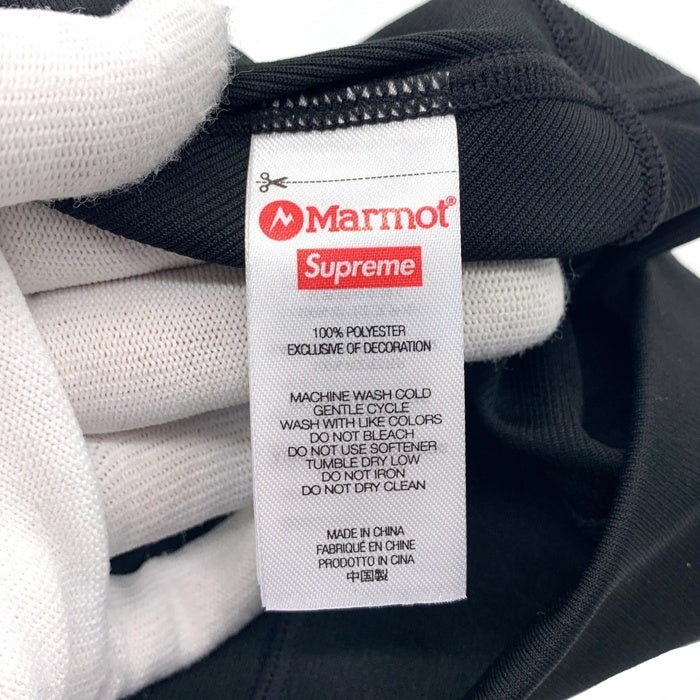 Marmot®
Supreme
100% POLYESTER
EXCLUSIVE OF DECORATION
MACHINE WASH COLD
GENTLE CYCLE
WASH WITH LIKE COLORS
DO NOT BLEACH
DO NOT USE SOFTENER
TUMBLE DRY LOW
DO NOT IRON
DO NOT DRY CLEAN
MADE IN CHINA
FABRIQUÉ EN CHINE
PRODOTTO IN CINA
中国製